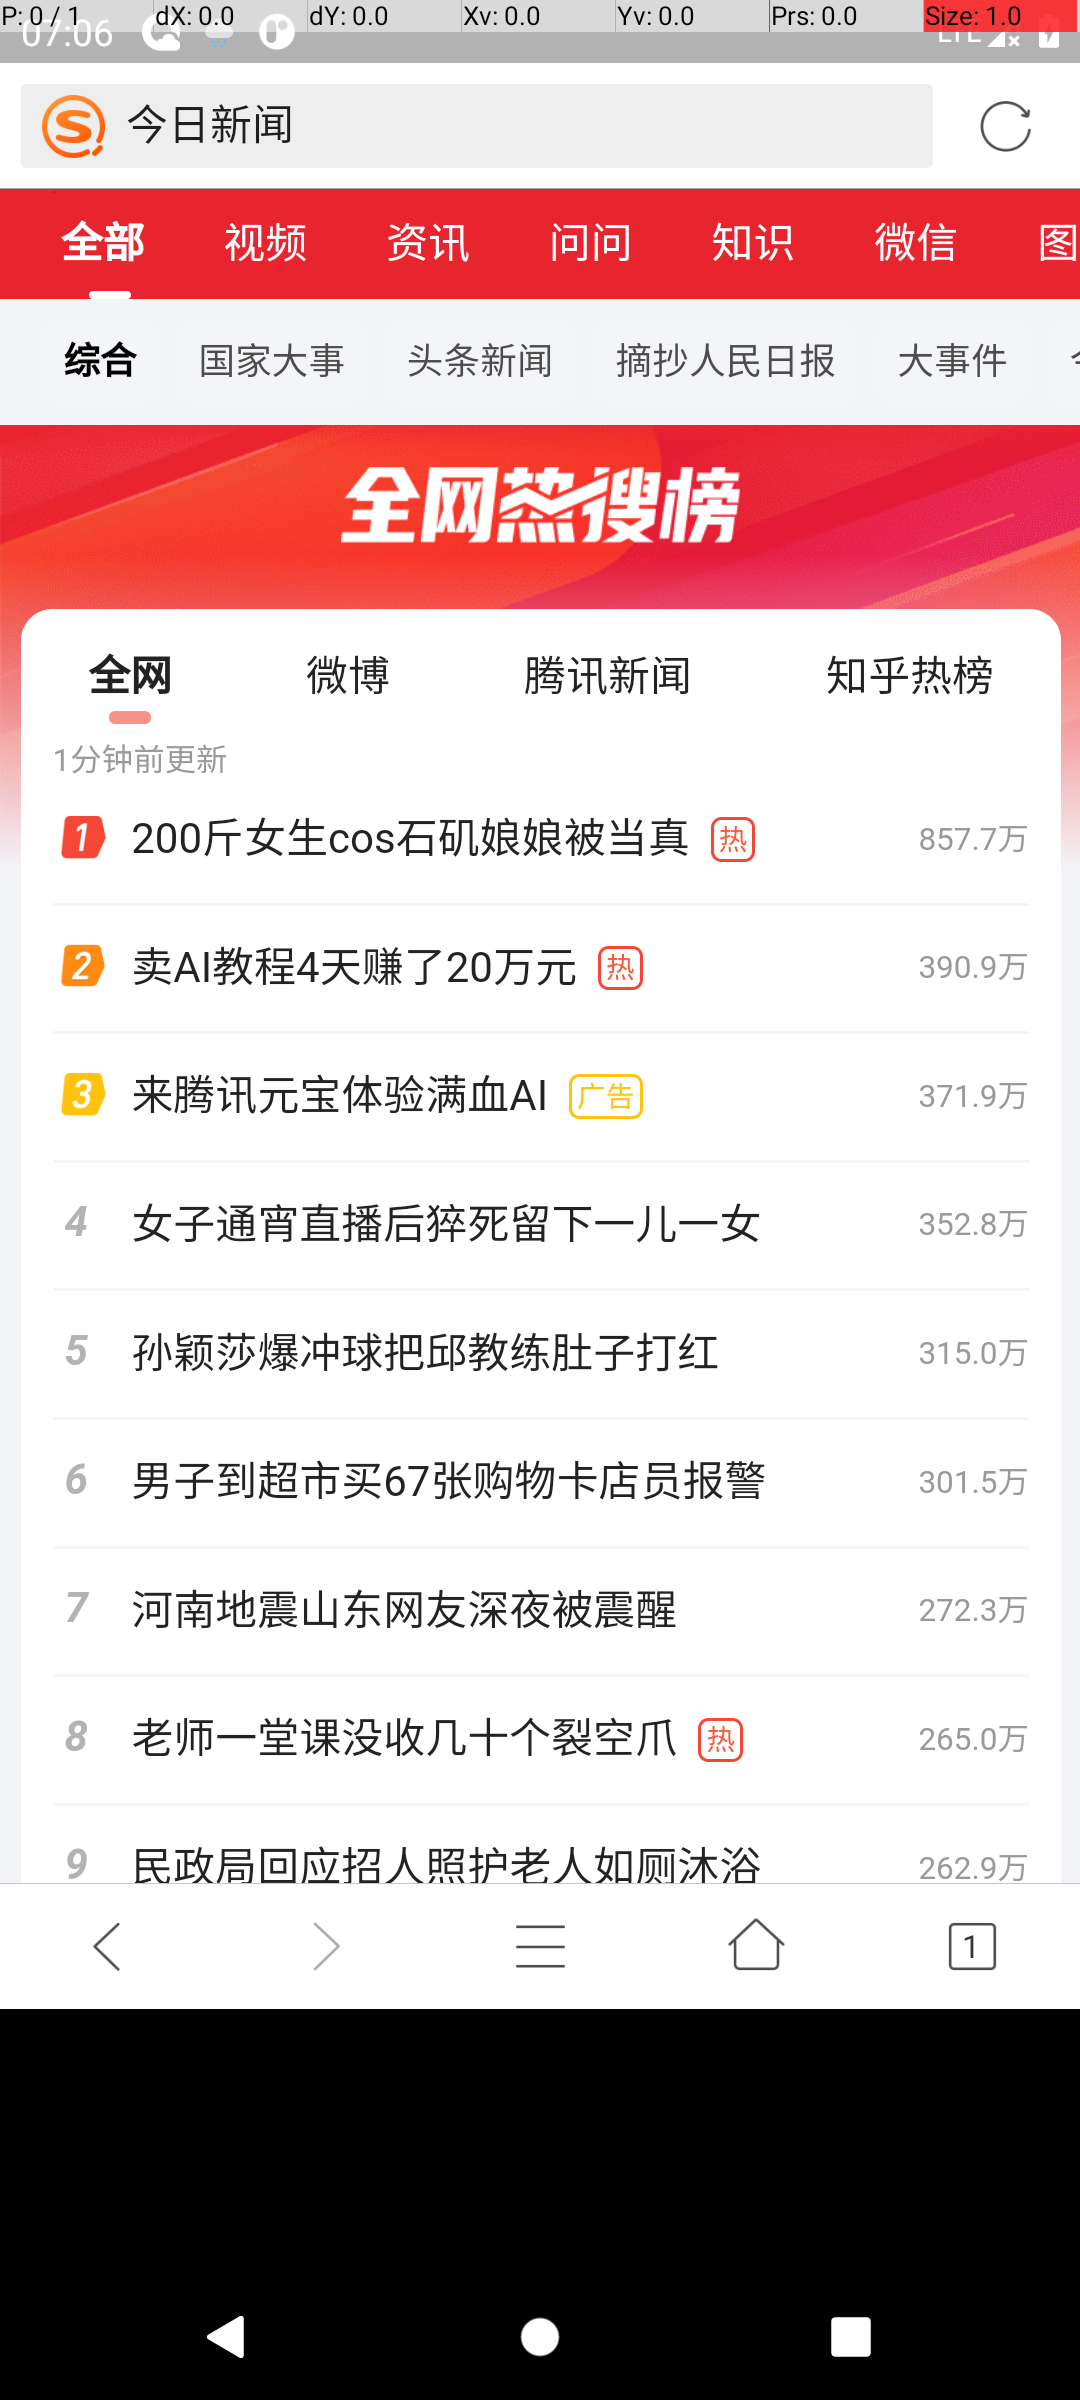 P: 0 / 1 dX: 0.0 dY: 0.0 Xv: 0.0 Yv: 0.0 Prs: 0.0 Size: 1.0
07:06 LTE
今日新闻
全部 视频 资讯 问问 知识 微信 图
综合 国家大事 头条新闻 摘抄人民日报 大事件
全网热搜榜
全网 微博 腾讯新闻 知乎热榜
1分钟前更新
1 200斤女生cos石矶娘娘被当真 热 857.7万
2 卖AI教程4天赚了20万元 热 390.9万
3 来腾讯元宝体验满血AI 广告 371.9万
4 女子通宵直播后猝死留下一儿一女 352.8万
5 孙颖莎爆冲球把邱教练肚子打红 315.0万
6 男子到超市买67张购物卡店员报警 301.5万
7 河南地震山东网友深夜被震醒 272.3万
8 老师一堂课没收几十个裂空爪 热 265.0万
9 民政局回应招人照护老人如厕沐浴 262.9万
1